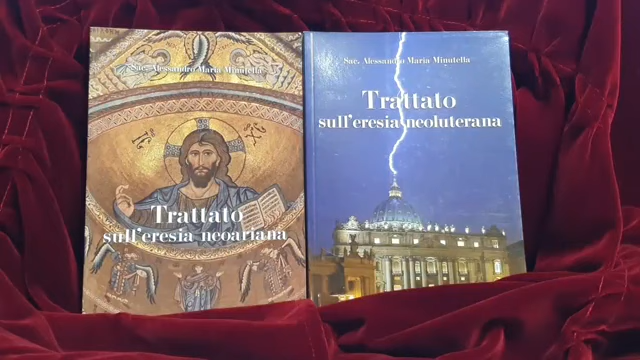 Sac. Alessandro Maria Minutella
Trattato
sull'eresia neoariana
Sac. Alessandro Maria Minutella
Trattato
sull'eresia neoluterana